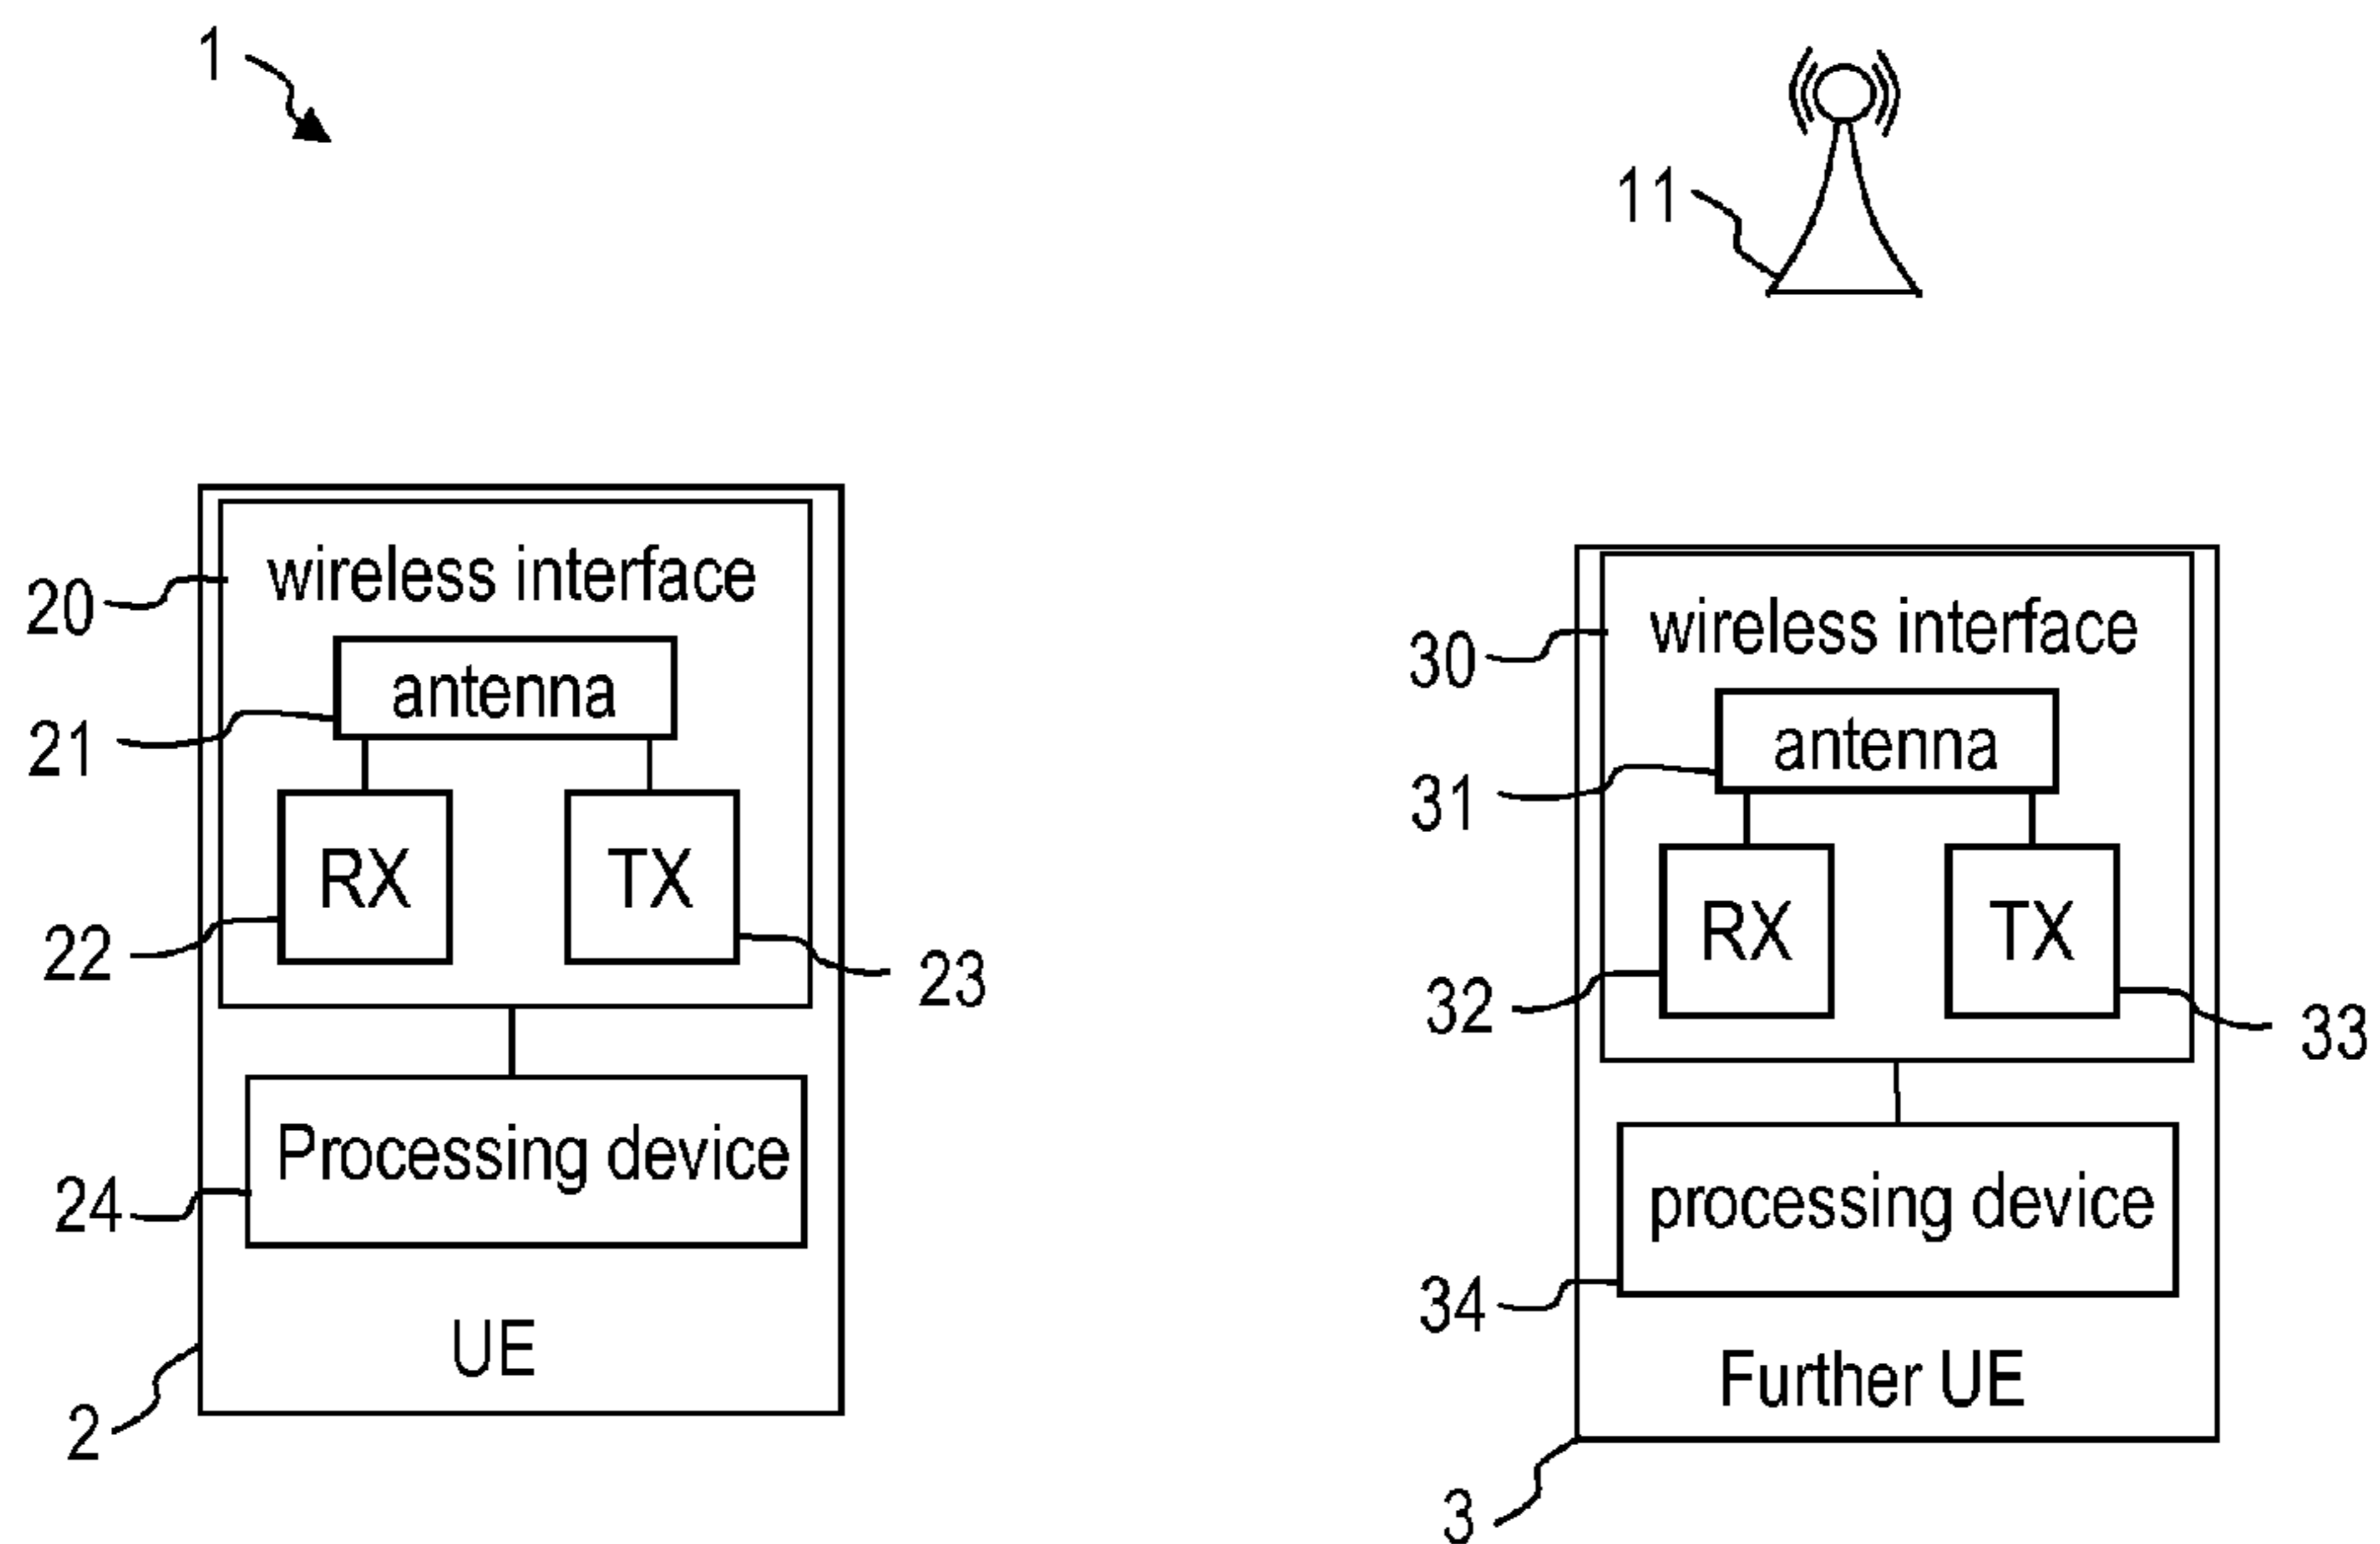 1
11
wireless interface
20
antenna
21
RX
TX
22
23
Processing device
24
UE
2
wireless interface
30
antenna
31
RX
TX
32
33
processing device
34
Further UE
3